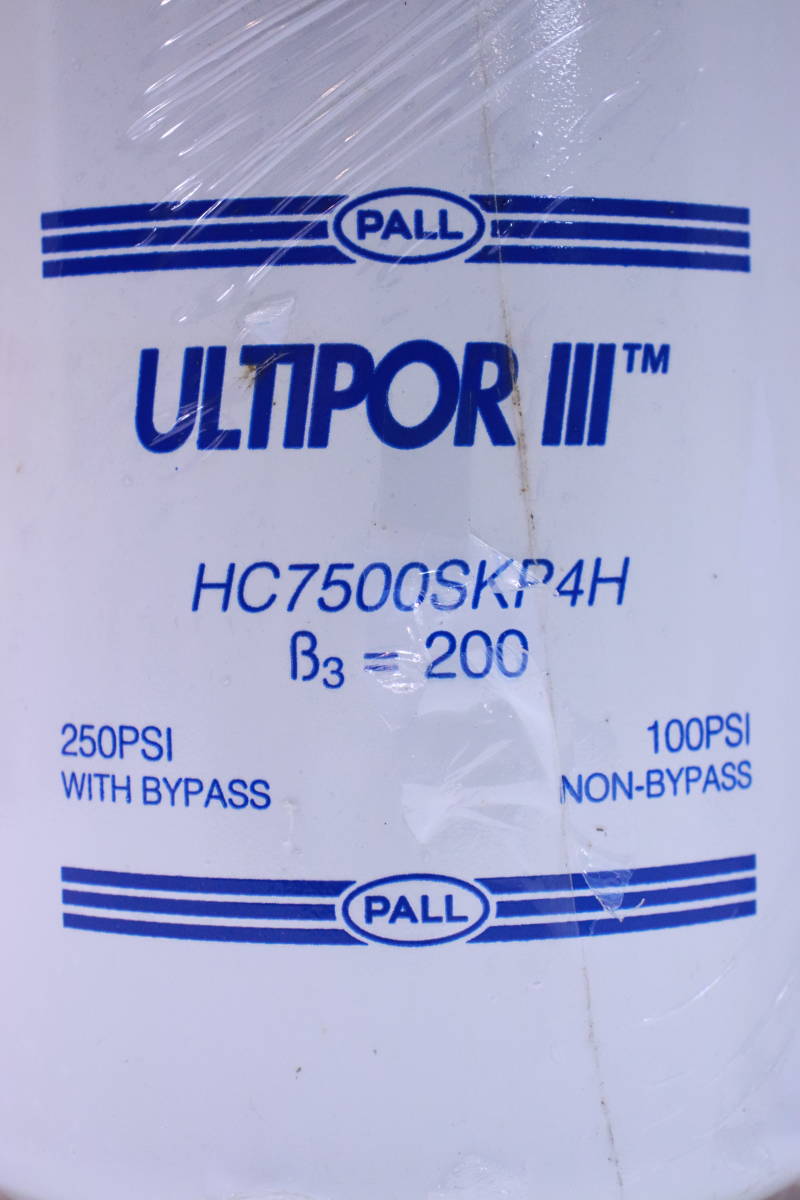 PALL
ULTIPOR III™
HC7500SKP4H
β₃ = 200
250PSI
WITH BYPASS
100PSI
NON-BYPASS
PALL